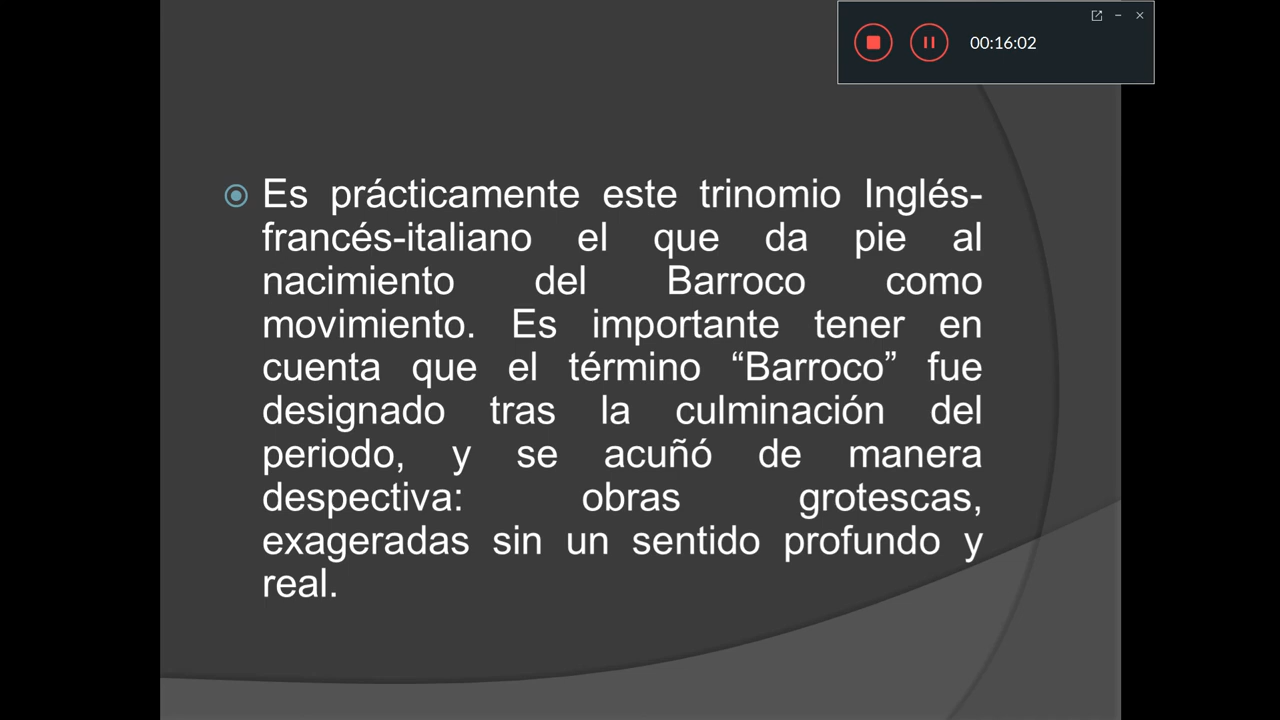 00:16:02
Es prácticamente este trinomio Inglés-
francés-italiano el que da pie al
nacimiento del Barroco como
movimiento. Es importante tener en
cuenta que el término “Barroco” fue
designado tras la culminación del
periodo, y se acuñó de manera
despectiva: obras grotescas,
exageradas sin un sentido profundo y
real.